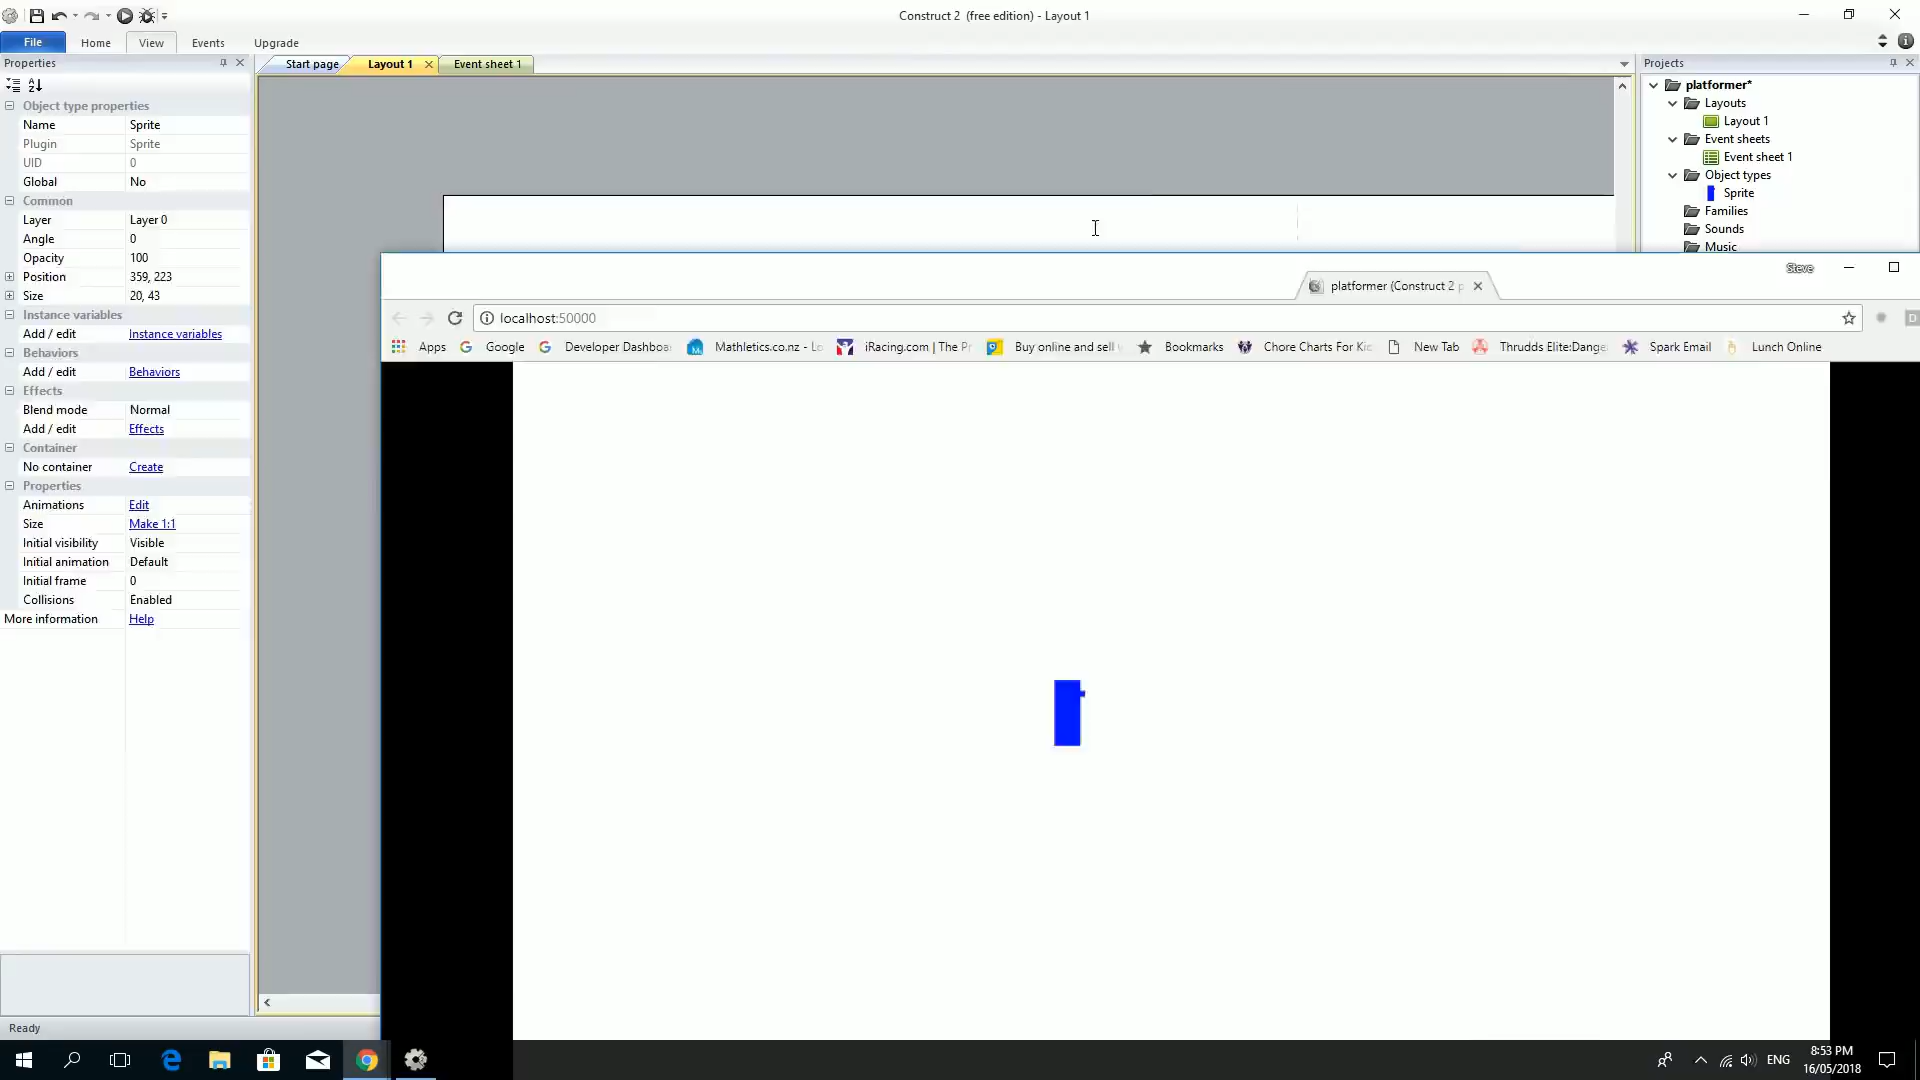 Construct 2 (free edition) - Layout 1
File
Home
View
Events
Upgrade
Properties
Start page
Layout 1
Event sheet 1
Projects
Object type properties
Name Sprite
Plugin Sprite
UID 0
Global No
Common
Layer Layer 0
Angle 0
Opacity 100
Position 359, 223
Size 20, 43
Instance variables
Add / edit Instance variables
Behaviors
Add / edit Behaviors
Effects
Blend mode Normal
Add / edit Effects
Container
No container Create
Properties
Animations Edit
Size Make 1:1
Initial visibility Visible
Initial animation Default
Initial frame 0
Collisions Enabled
More information Help
platformer*
Layouts
Layout 1
Event sheets
Event sheet 1
Object types
Sprite
Families
Sounds
Music
Steve
platformer (Construct 2 p
localhost:50000
Apps
Google
Developer Dashboa
Mathletics.co.nz - Lo
iRacing.com | The Pr
Buy online and sell
Bookmarks
Chore Charts For Kid
New Tab
Thrudds Elite:Dange
Spark Email
Lunch Online
Ready
ENG
8:53 PM
16/05/2018